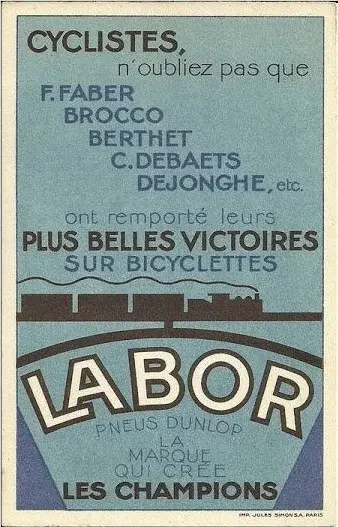 CYCLISTES,
n'oubliez pas que
F. FABER
BROCCO
BERTHET
C. DEBAETS
DEJONGHE, etc.
ont remporté leurs
PLUS BELLES VICTOIRES
SUR BICYCLETTES
LABOR
PNEUS DUNLOP
LA
MARQUE
QUI CRÉE
LES CHAMPIONS
IMP. JULES SIMON S.A. PARIS